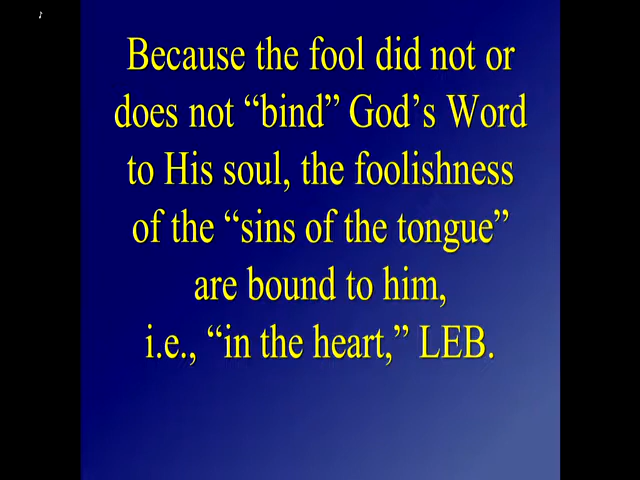 Because the fool did not or
does not “bind” God’s Word
to His soul, the foolishness
of the “sins of the tongue”
are bound to him,
i.e., “in the heart,” LEB.